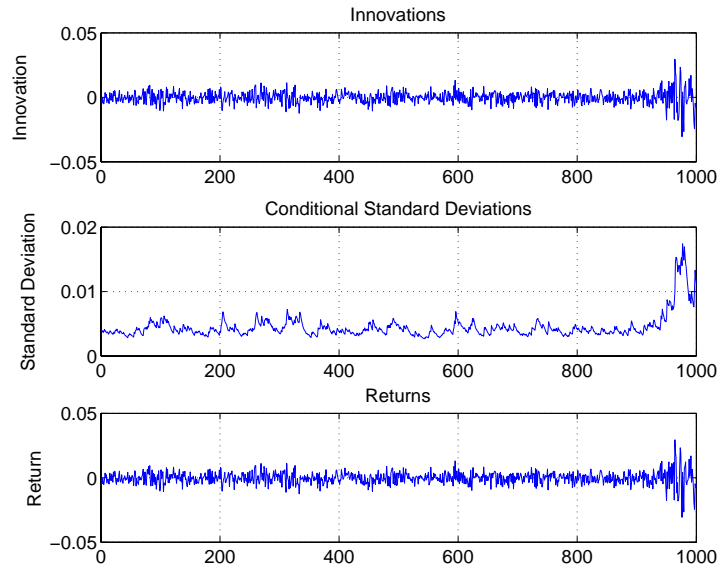 Innovations
0.05
0
−0.05
Innovation
0 200 400 600 800 1000
Conditional Standard Deviations
0.02
0.01
0
Standard Deviation
0 200 400 600 800 1000
Returns
0.05
0
−0.05
Return
0 200 400 600 800 1000